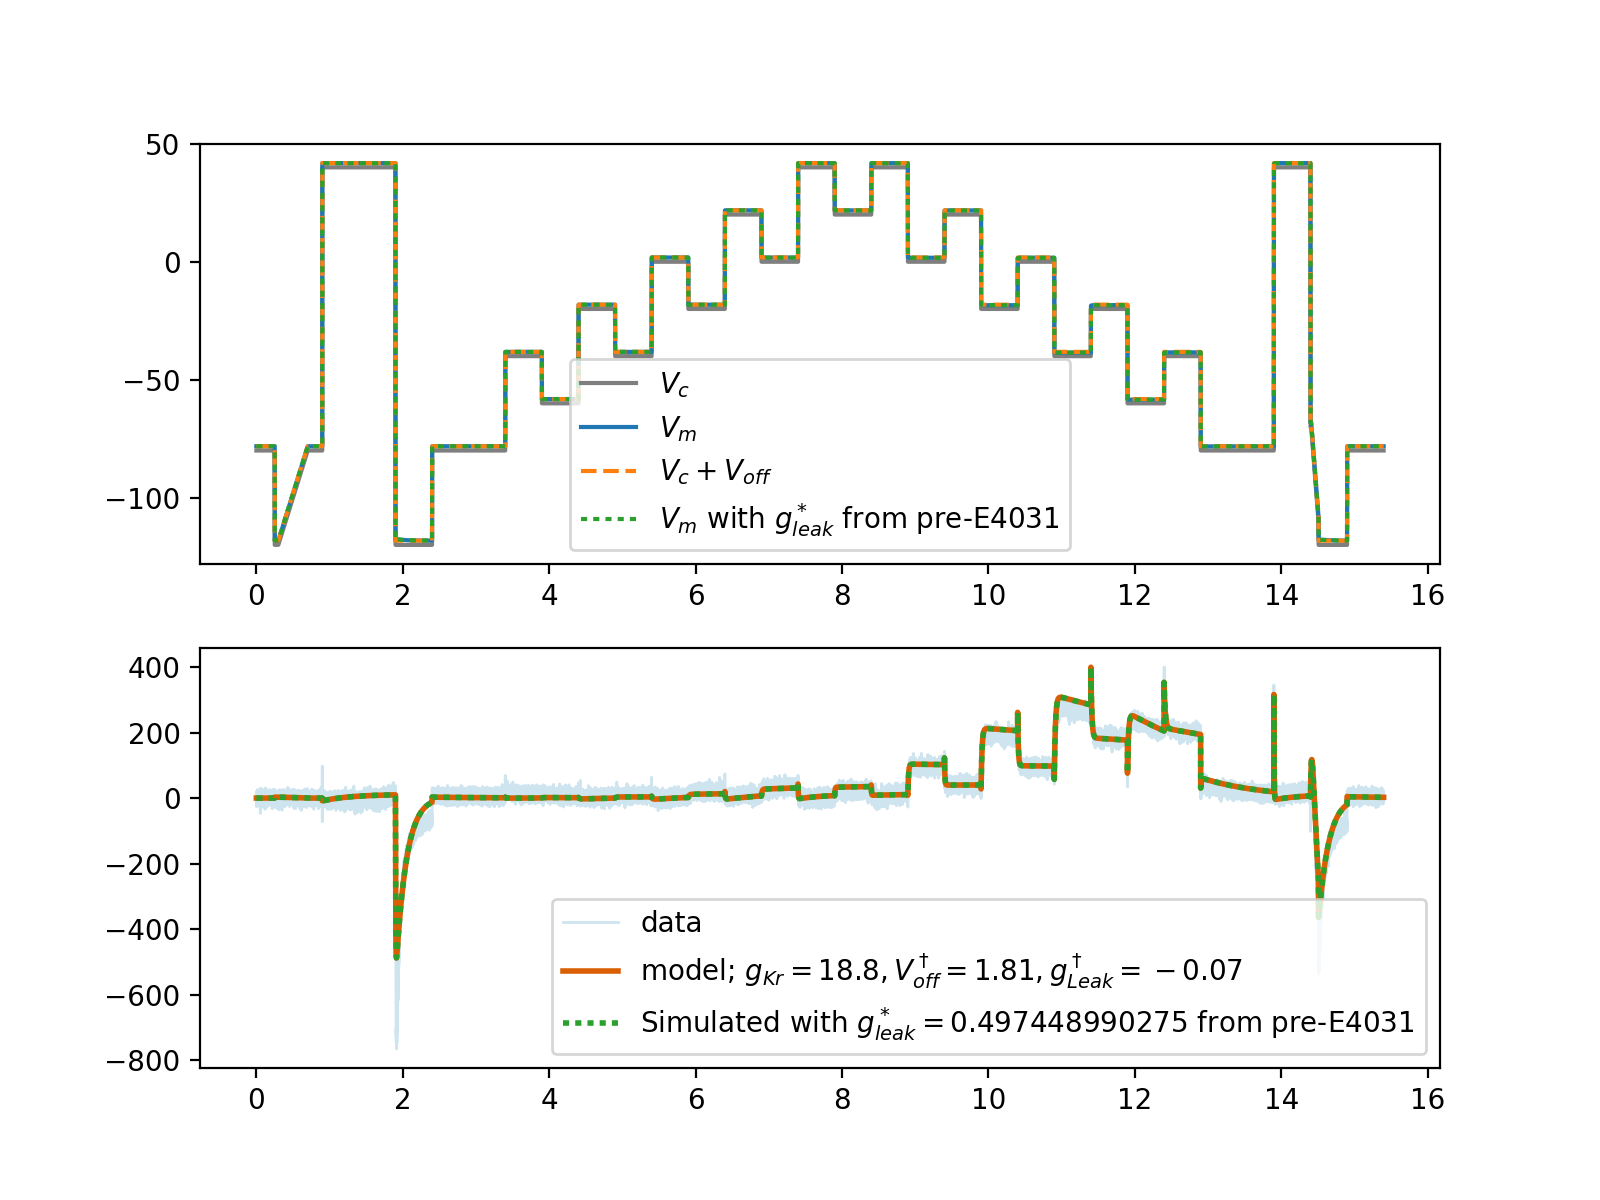 50
0
−50
−100
V_c
V_m
V_c + V_off
V_m with g*_leak from pre-E4031
0 2 4 6 8 10 12 14 16
400
200
0
−200
−400
−600
−800
data
model; g_Kr = 18.8, V†_off = 1.81, g†_Leak = −0.07
Simulated with g*_leak = 0.497448990275 from pre-E4031
0 2 4 6 8 10 12 14 16